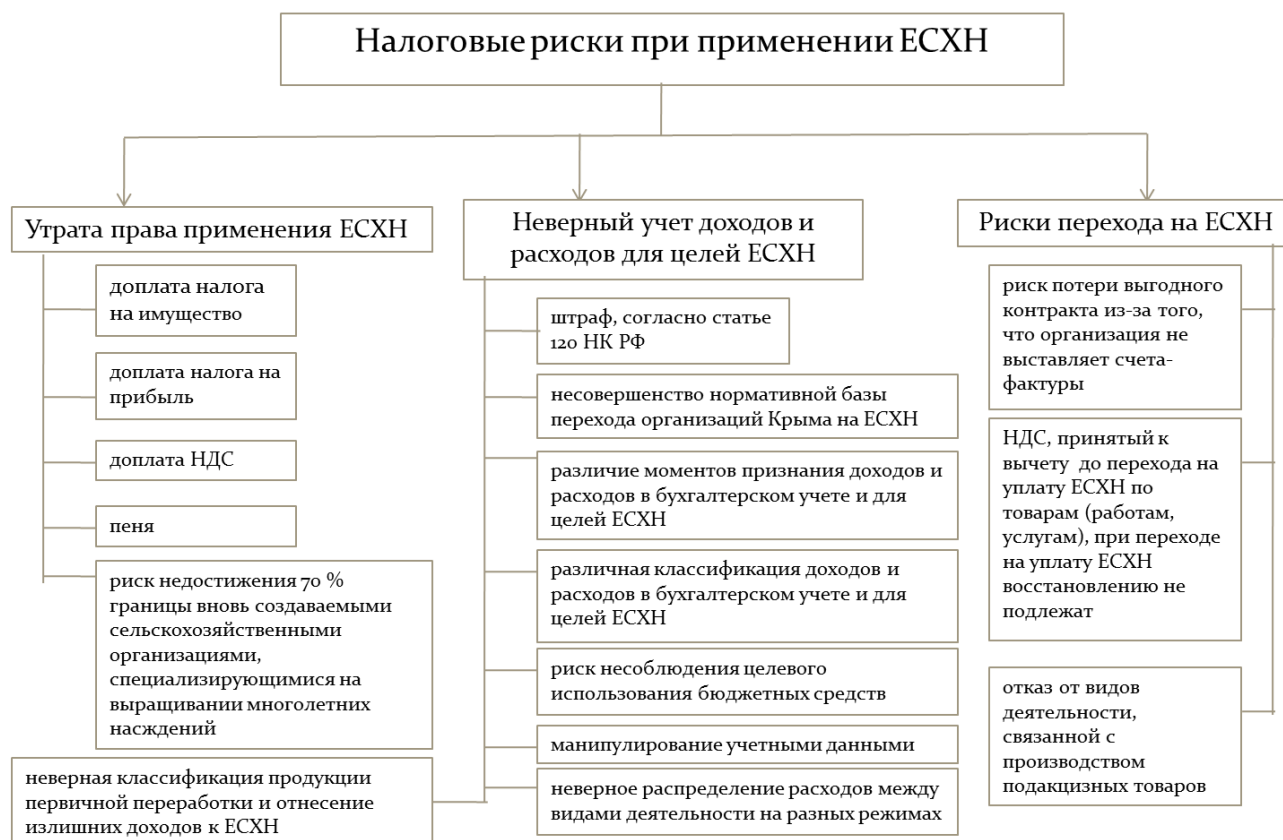 Налоговые риски при применении ЕСХН
Утрата права применения ЕСХН
доплата налога
на имущество
доплата налога на
прибыль
доплата НДС
пеня
риск недостижения 70 %
границы вновь создаваемыми
сельскохозяйственными
организациями,
специализирующимися на
выращивании многолетних
насждений
Неверный учет доходов и
расходов для целей ЕСХН
штраф, согласно статье
120 НК РФ
несовершенство нормативной базы
перехода организаций Крыма на ЕСХН
различие моментов признания доходов и
расходов в бухгалтерском учете и для
целей ЕСХН
различная классификация доходов и
расходов в бухгалтерском учете и для
целей ЕСХН
риск несоблюдения целевого
использования бюджетных средств
манипулирование учетными данными
неверное распределение расходов между
видами деятельности на разных режимах
неверная классификация продукции
первичной переработки и отнесение
излишних доходов к ЕСХН
Риски перехода на ЕСХН
риск потери выгодного
контракта из-за того,
что организация не
выставляет счета-
фактуры
НДС, принятый к
вычету до перехода на
уплату ЕСХН по
товарам (работам,
услугам), при переходе
на уплату ЕСХН
восстановлению не
подлежат
отказ от видов
деятельности,
связанной с
производством
подакцизных товаров